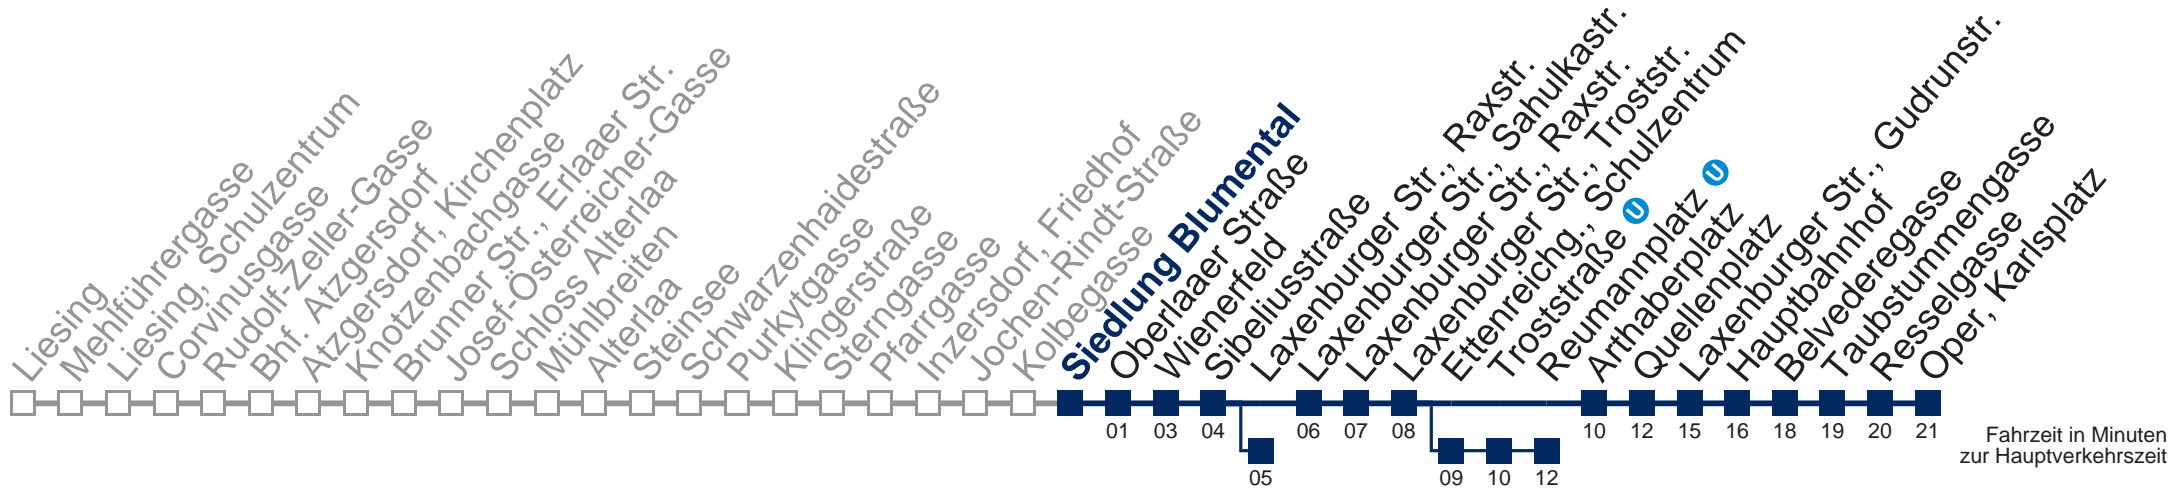 Liesing
Mehlführergasse
Liesing, Schulzentrum
Corvinusgasse
Rudolf-Zeller-Gasse
Bhf. Atzgersdorf
Atzgersdorf, Kirchenplatz
Knotzenbachgasse
Brunner Str., Erlaaer Str.
Josef-Österreicher-Gasse
Schloss Alterlaa
Mühlbreiten
Alterlaa
Steinsee
Schwarzenhaidestraße
Purkytgasse
Klingerstraße
Sterngasse
Pfarrgasse
Inzersdorf, Friedhof
Jochen-Rindt-Straße
Kolbegasse
Siedlung Blumental
Oberlaaer Straße
Wienerfeld
Sibeliusstraße
Laxenburger Str., Raxstr.
Laxenburger Str., Sahulkastr.
Laxenburger Str., Raxstr.
Laxenburger Str., Troststr.
Ettenreichg., Schulzentrum
Troststraße U
Reumannplatz U
Arthaberplatz
Quellenplatz
Laxenburger Str., Gudrunstr.
Hauptbahnhof
Belvederegasse
Taubstummengasse
Resselgasse
Oper, Karlsplatz
01 03 04 06 07 08 10 12 15 16 18 19 20 21
05 09 10 12
Fahrzeit in Minuten
zur Hauptverkehrszeit